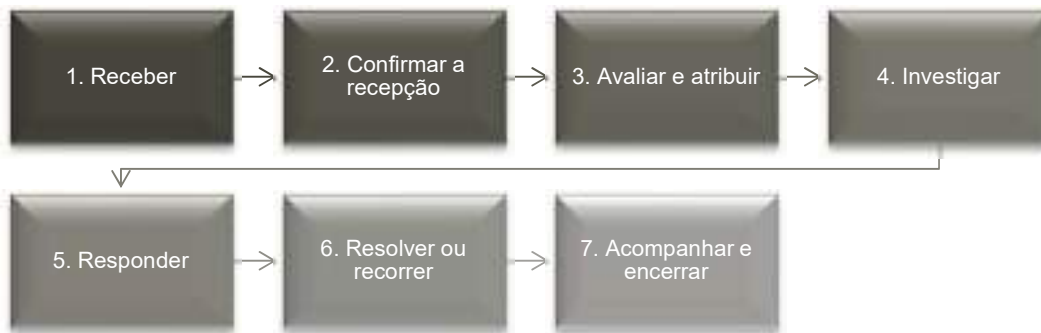 1. Receber
2. Confirmar a
recepção
3. Avaliar e atribuir
4. Investigar
5. Responder
6. Resolver ou
recorrer
7. Acompanhar e
encerrar